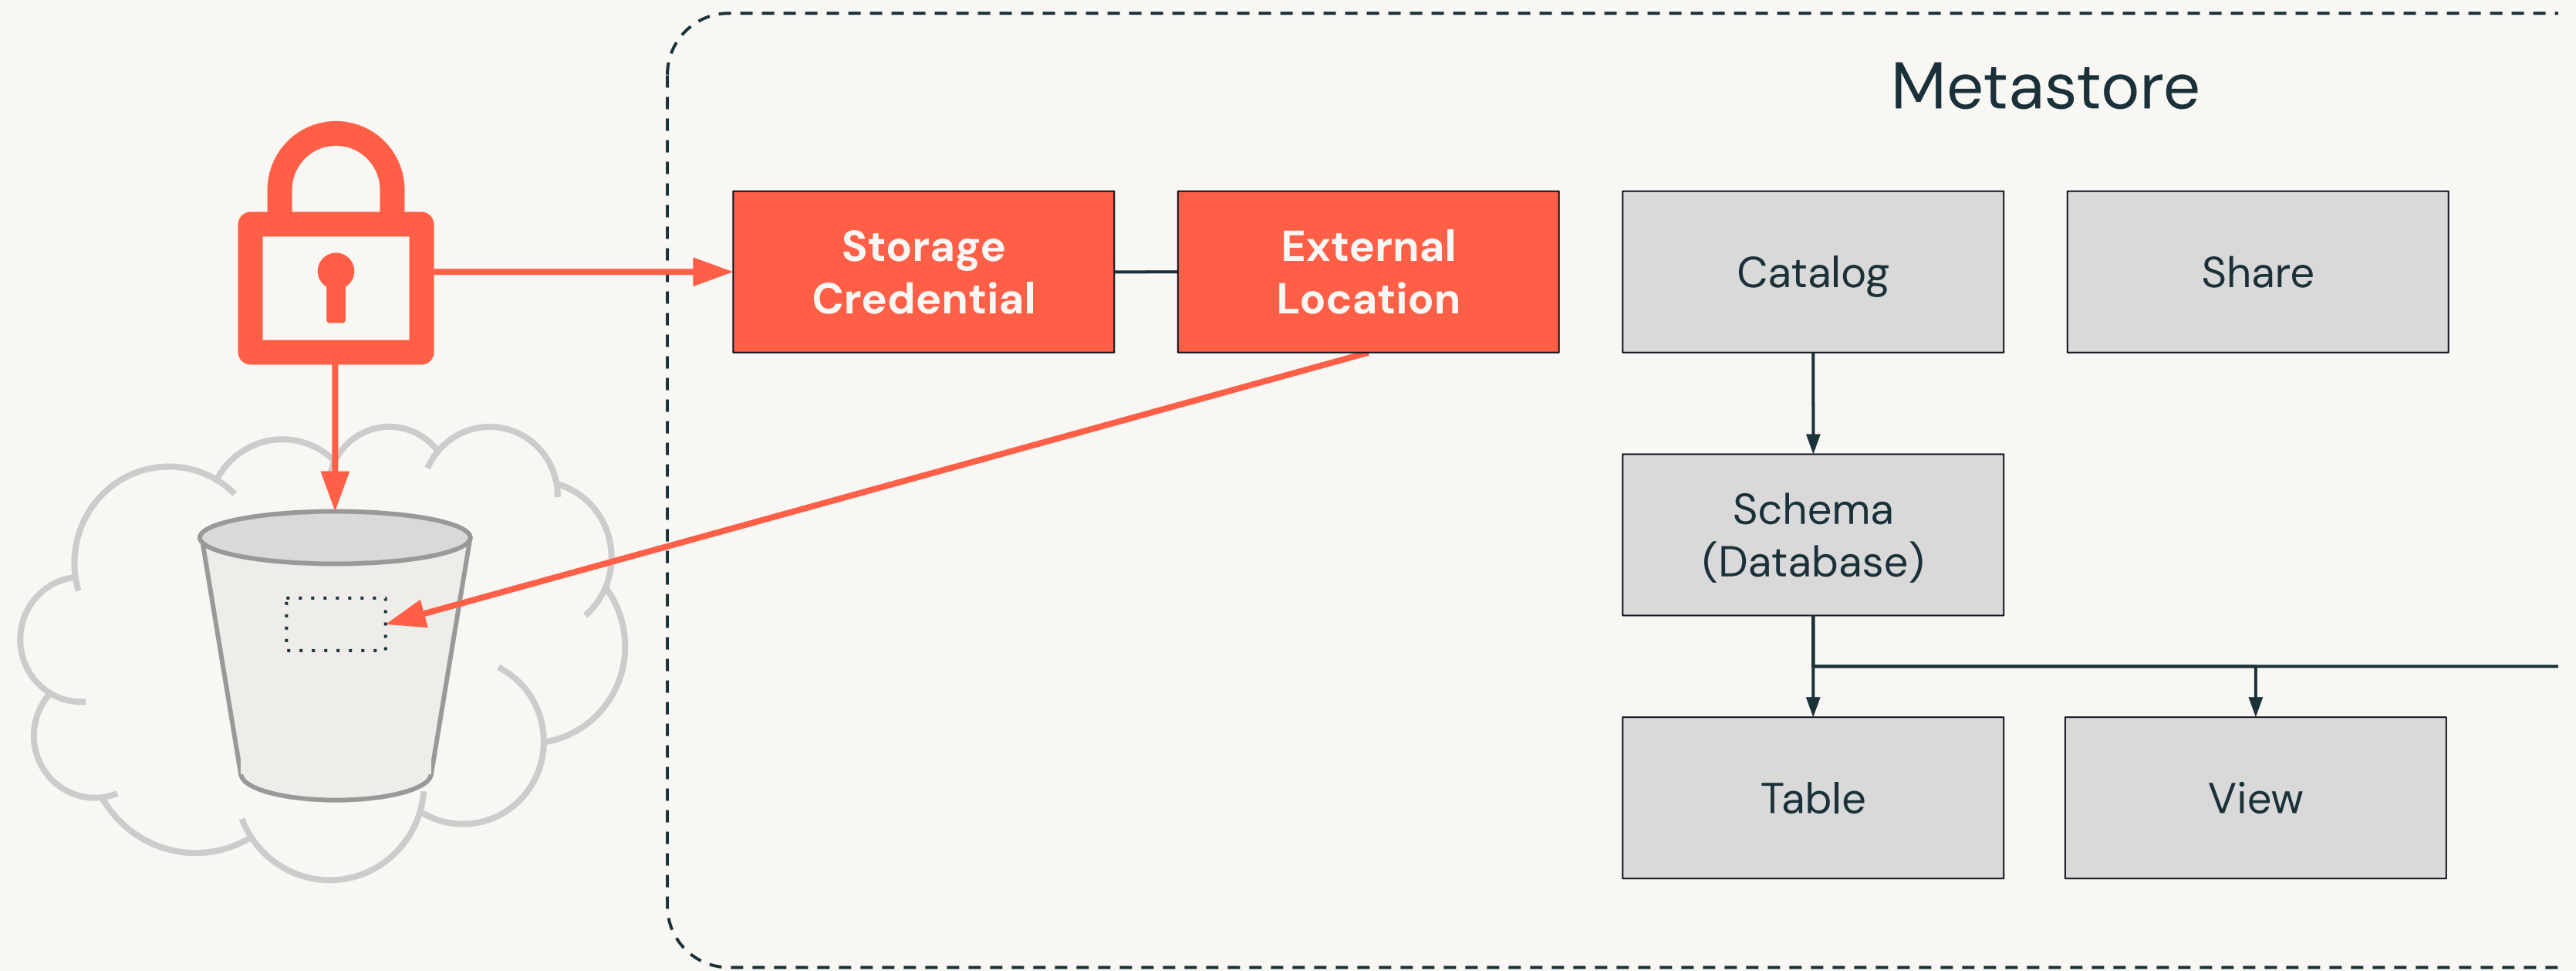 Metastore
Storage
Credential
External
Location
Catalog
Share
Schema
(Database)
Table
View